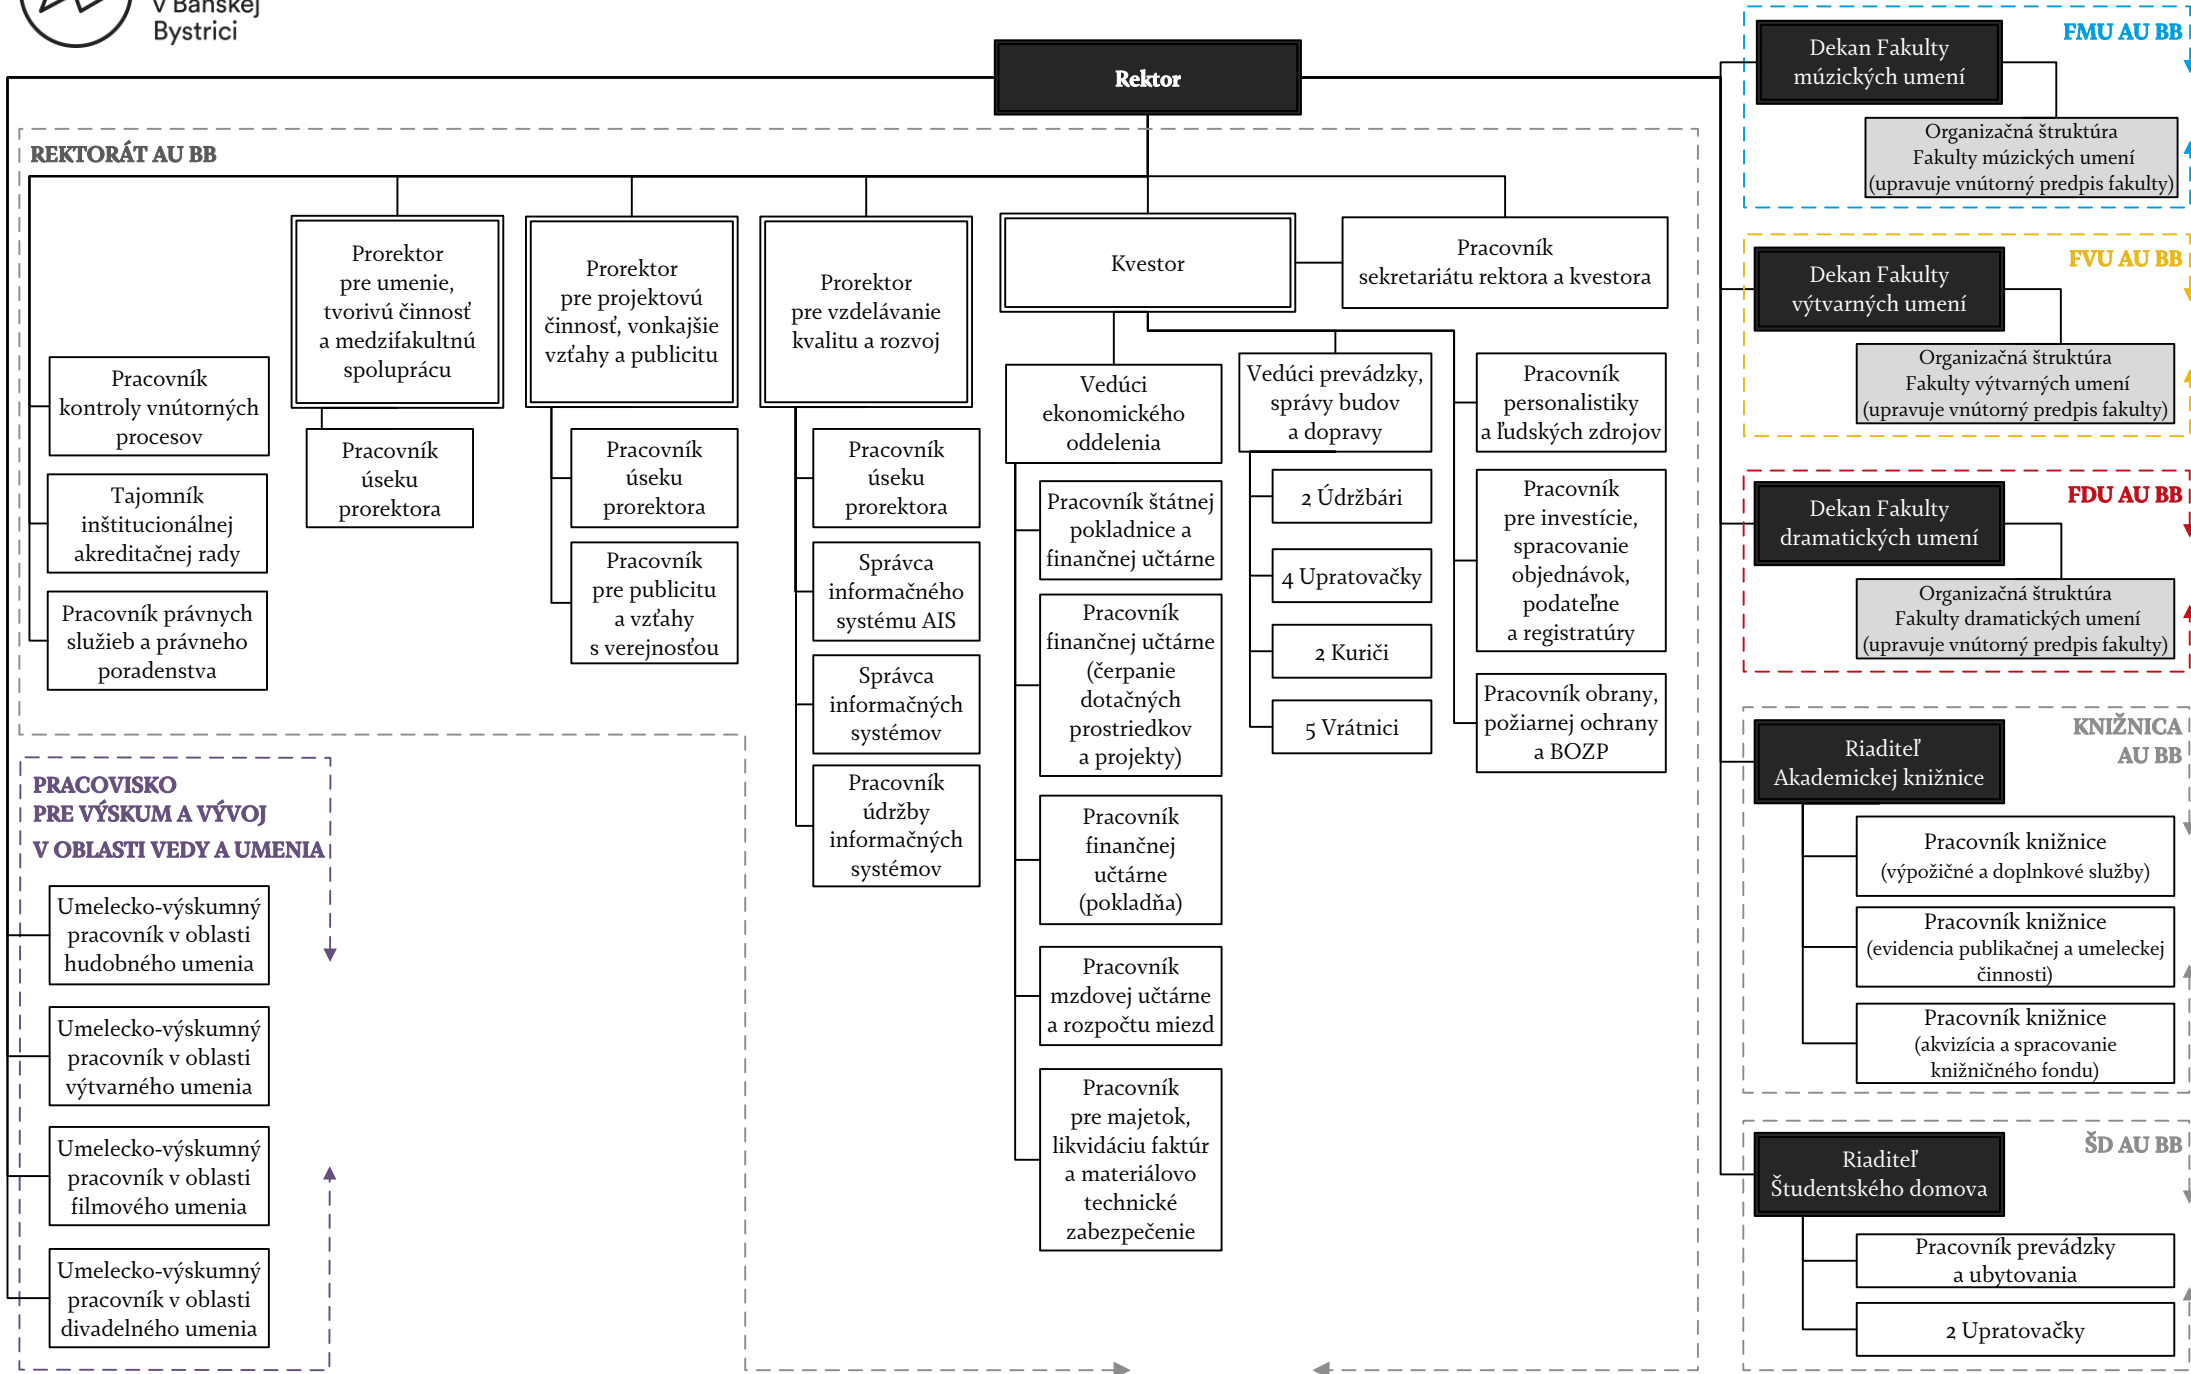 v Banskej
Bystrici
Rektor
REKTORÁT AU BB
Pracovník
kontroly vnútorných
procesov
Tajomník
inštitucionálnej
akreditačnej rady
Pracovník právnych
služieb a právneho
poradenstva
Prorektor
pre umenie,
tvorivú činnosť
a medzifakultnú
spoluprácu
Pracovník
úseku
prorektora
Prorektor
pre projektovú
činnosť, vonkajšie
vzťahy a publicitu
Pracovník
úseku
prorektora
Pracovník
pre publicitu
a vzťahy
s verejnosťou
Prorektor
pre vzdelávanie
kvalitu a rozvoj
Pracovník
úseku
prorektora
Správca
informačného
systému AIS
Správca
informačných
systémov
Pracovník
údržby
informačných
systémov
Kvestor
Pracovník
sekretariátu rektora a kvestora
Vedúci
ekonomického
oddelenia
Pracovník štátnej
pokladnice a
finančnej učtárne
Pracovník
finančnej učtárne
(čerpanie
dotačných
prostriedkov
a projekty)
Pracovník
finančnej
učtárne
(pokladňa)
Pracovník
mzdovej učtárne
a rozpočtu miezd
Pracovník
pre majetok,
likvidáciu faktúr
a materiálovo
technické
zabezpečenie
Vedúci prevádzky,
správy budov
a dopravy
2 Údržbári
4 Upratovačky
2 Kuriči
5 Vrátnici
Pracovník
personalistiky
a ľudských zdrojov
Pracovník
pre investície,
spracovanie
objednávok,
podateľne
a registratúry
Pracovník obrany,
požiarnej ochrany
a BOZP
PRACOVISKO
PRE VÝSKUM A VÝVOJ
V OBLASTI VEDY A UMENIA
Umelecko-výskumný
pracovník v oblasti
hudobného umenia
Umelecko-výskumný
pracovník v oblasti
výtvarného umenia
Umelecko-výskumný
pracovník v oblasti
filmového umenia
Umelecko-výskumný
pracovník v oblasti
divadelného umenia
FMU AU BB
Dekan Fakulty
múzických umení
Organizačná štruktúra
Fakulty múzických umení
(upravuje vnútorný predpis fakulty)
FVU AU BB
Dekan Fakulty
výtvarných umení
Organizačná štruktúra
Fakulty výtvarných umení
(upravuje vnútorný predpis fakulty)
FDU AU BB
Dekan Fakulty
dramatických umení
Organizačná štruktúra
Fakulty dramatických umení
(upravuje vnútorný predpis fakulty)
KNIŽNICA
AU BB
Riaditeľ
Akademickej knižnice
Pracovník knižnice
(výpožičné a doplnkové služby)
Pracovník knižnice
(evidencia publikačnej a umeleckej
činnosti)
Pracovník knižnice
(akvizícia a spracovanie
knižničného fondu)
ŠD AU BB
Riaditeľ
Študentského domova
Pracovník prevádzky
a ubytovania
2 Upratovačky